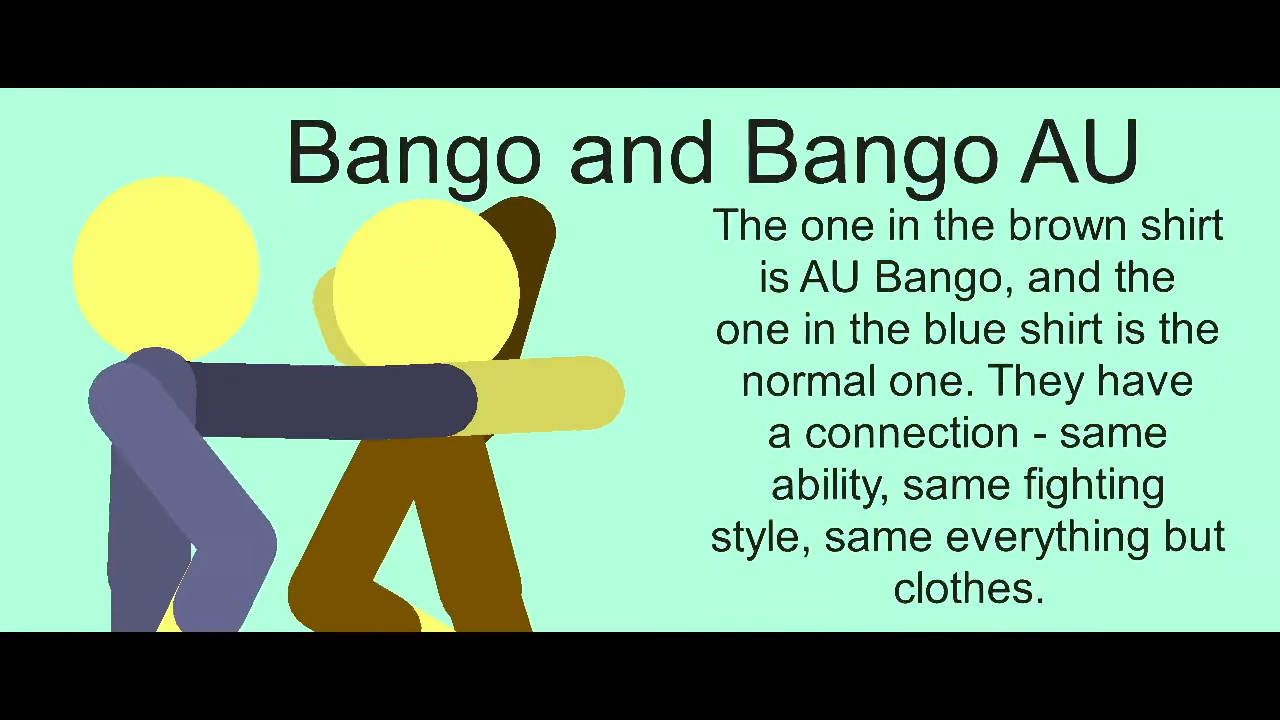 Bango and Bango AU
The one in the brown shirt
is AU Bango, and the
one in the blue shirt is the
normal one. They have
a connection - same
ability, same fighting
style, same everything but
clothes.